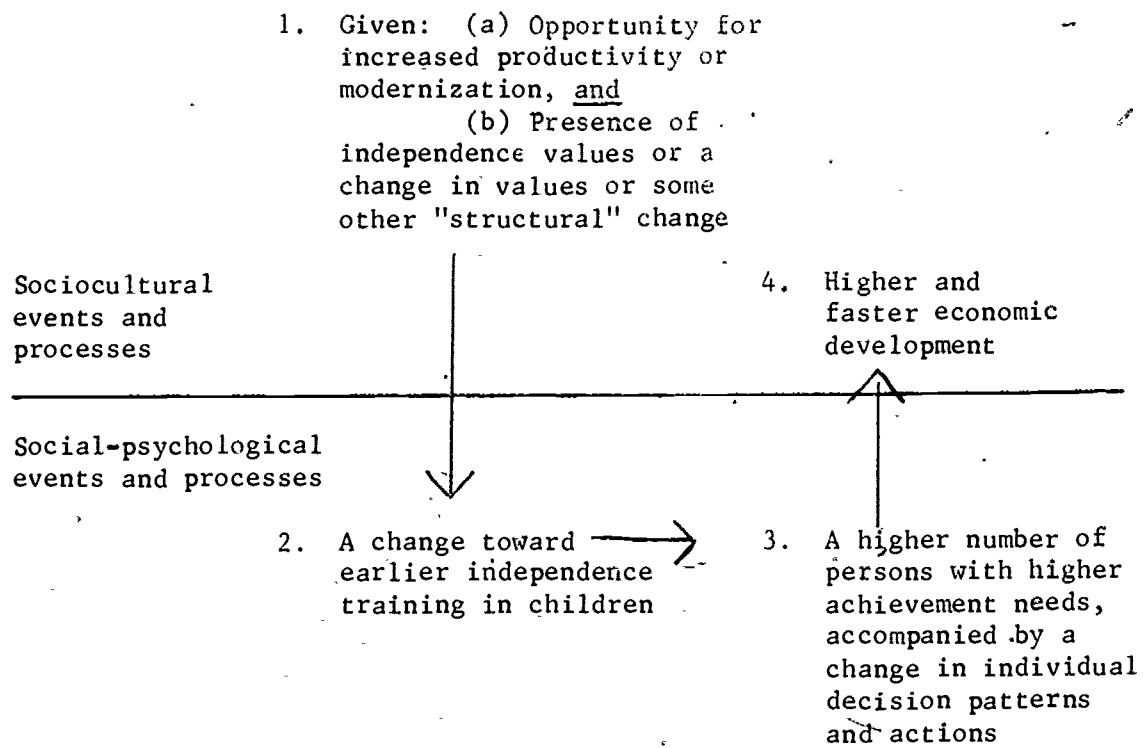 1. Given: (a) Opportunity for
increased productivity or
modernization, and
(b) Presence of
independence values or a
change in values or some
other "structural" change
Sociocultural
events and
processes
4. Higher and
faster economic
development
Social-psychological
events and processes
2. A change toward
earlier independence
training in children
3. A higher number of
persons with higher
achievement needs,
accompanied by a
change in individual
decision patterns
and actions